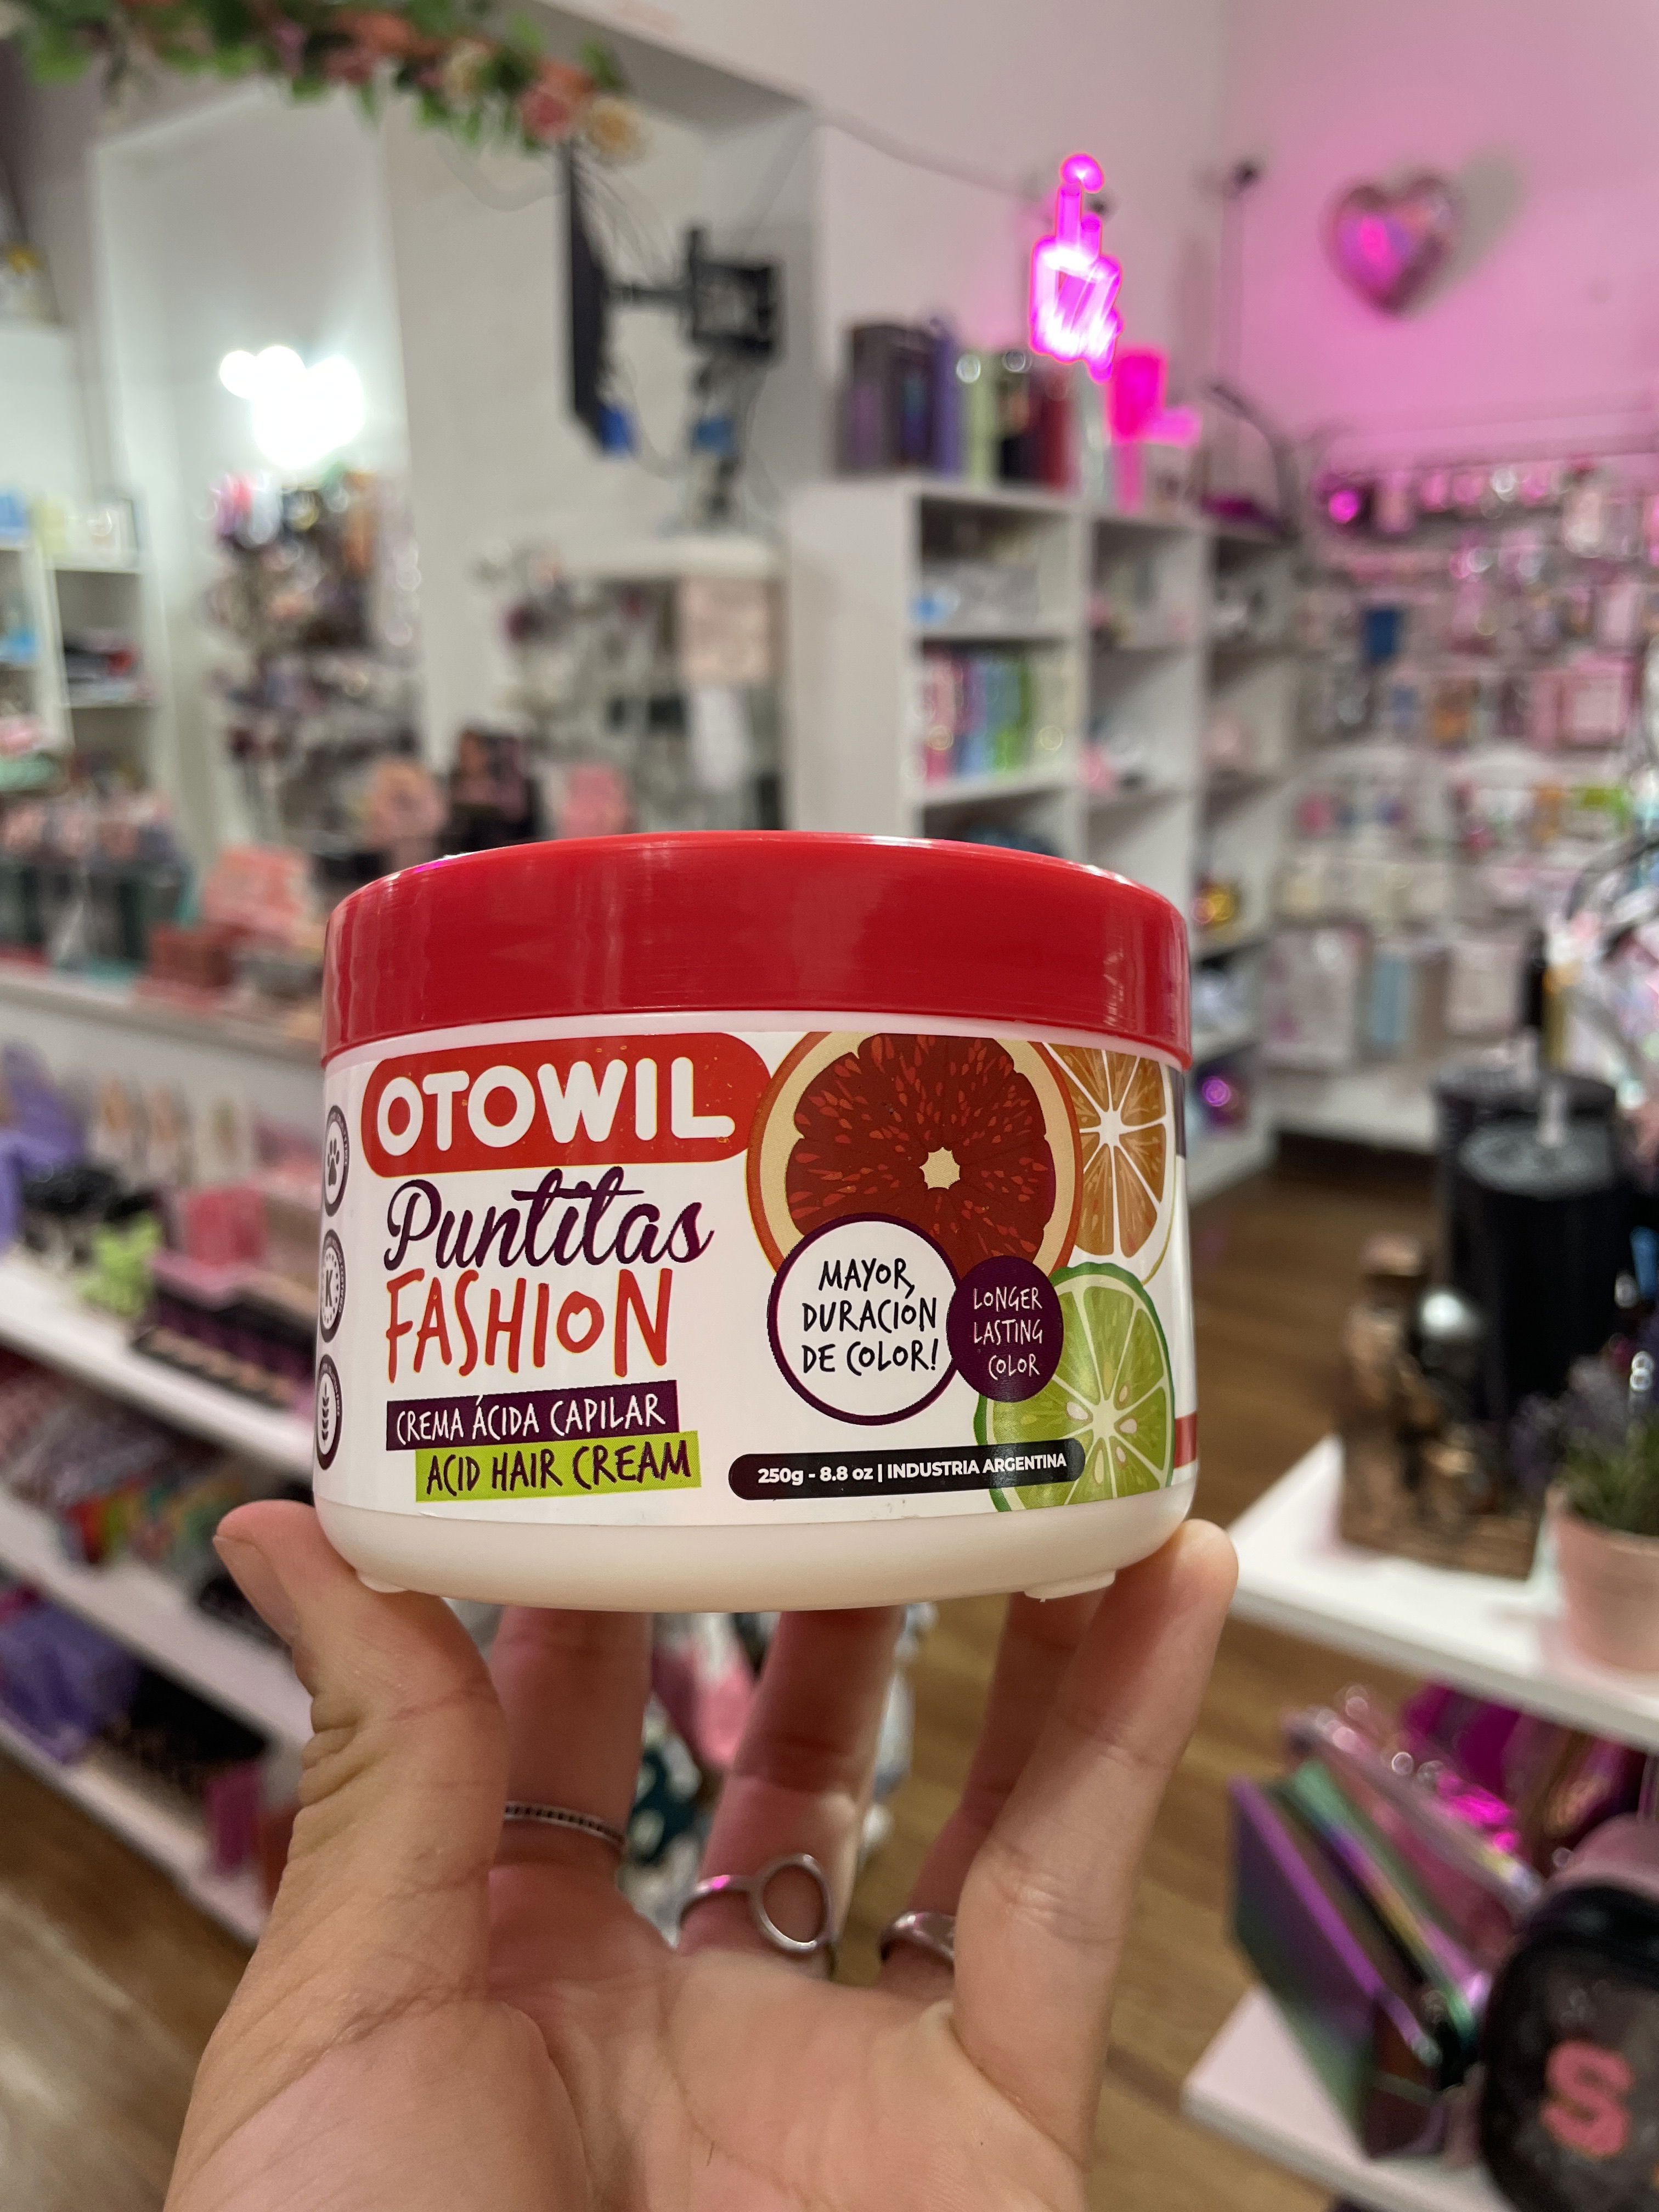 OTOWIL
Puntitas
FASHION
CREMA ÁCIDA CAPILAR
ACID HAIR CREAM
MAYOR
DURACIÓN
DE COLOR!
LONGER
LASTING
COLOR
250g - 8.8 oz | INDUSTRIA ARGENTINA
K
S